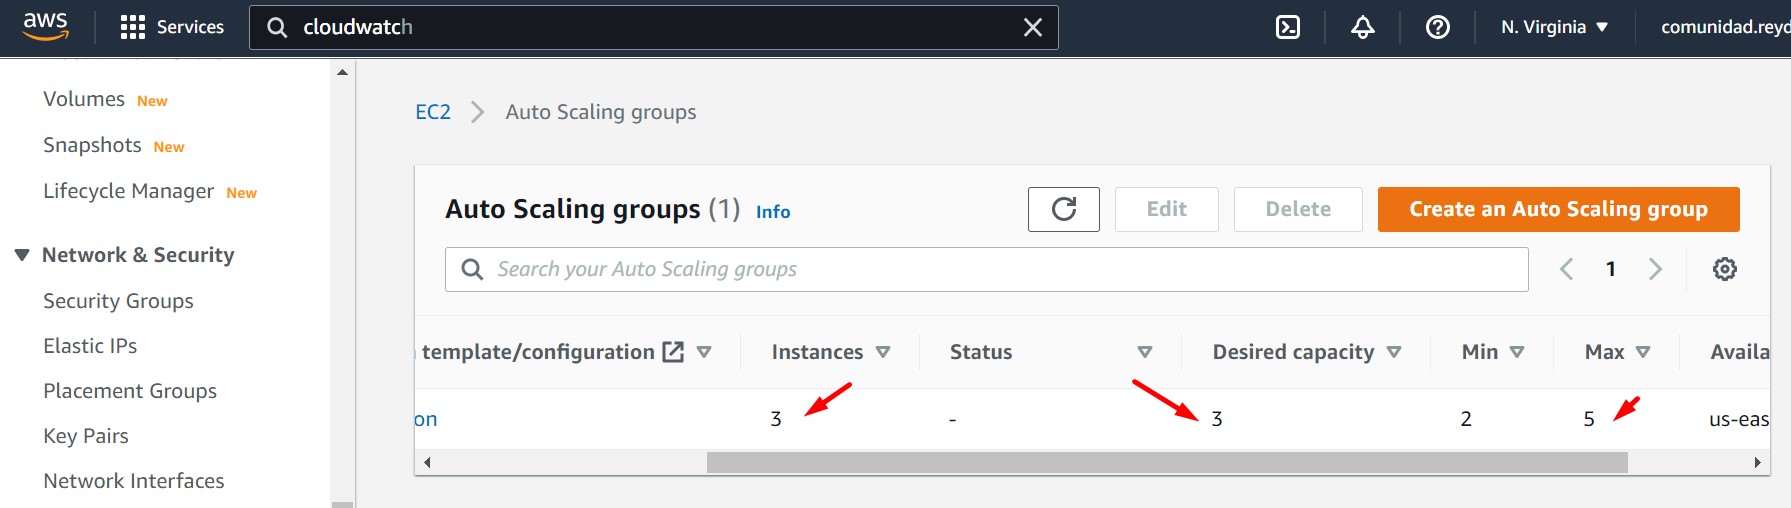 aws
Services
cloudwatch
N. Virginia
comunidad.reyd
Volumes New
Snapshots New
Lifecycle Manager New
Network & Security
Security Groups
Elastic IPs
Placement Groups
Key Pairs
Network Interfaces
EC2 > Auto Scaling groups
Auto Scaling groups (1) Info
Edit
Delete
Create an Auto Scaling group
Search your Auto Scaling groups
1
template/configuration Instances Status Desired capacity Min Max Availa
on 3 - 3 2 5 us-eas